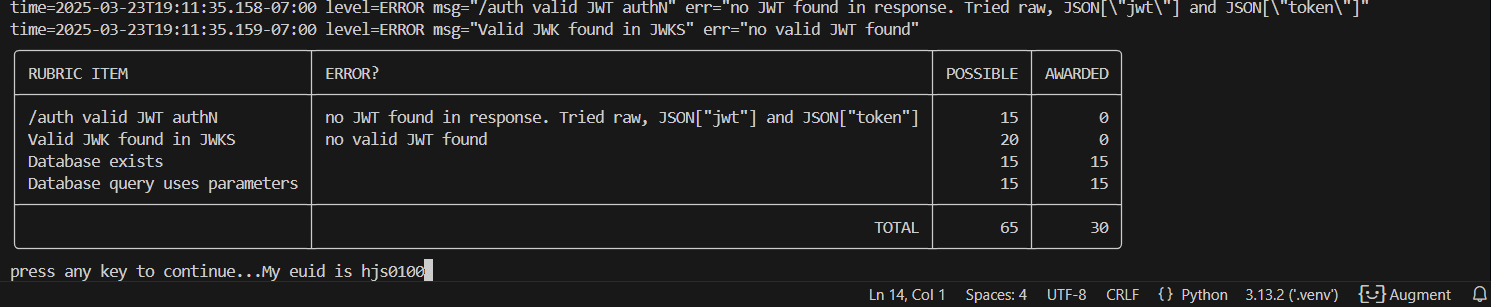 time=2025-03-23T19:11:35.158-07:00 level=ERROR msg="/auth valid JWT authN" err="no JWT found in response. Tried raw, JSON[\"jwt\"] and JSON[\"token\"]"
time=2025-03-23T19:11:35.159-07:00 level=ERROR msg="Valid JWK found in JWKS" err="no valid JWT found"
RUBRIC ITEM ERROR? POSSIBLE AWARDED
/auth valid JWT authN no JWT found in response. Tried raw, JSON["jwt"] and JSON["token"] 15 0
Valid JWK found in JWKS no valid JWT found 20 0
Database exists 15 15
Database query uses parameters 15 15
TOTAL 65 30
press any key to continue...My euid is hjs0100
Ln 14, Col 1 Spaces: 4 UTF-8 CRLF {} Python 3.13.2 ('.venv') Augment